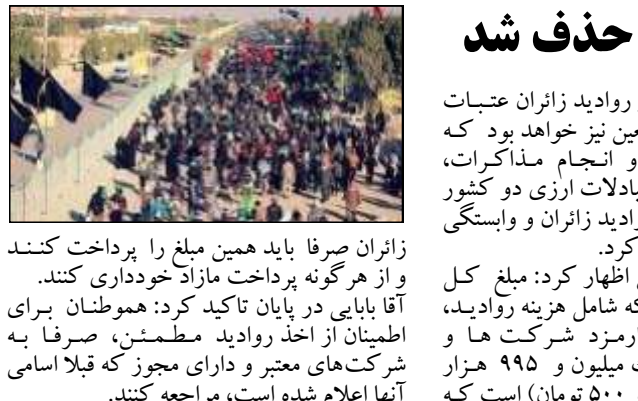 حذف شد
روادید زائران عتبات
عین نیز خواهد بود که
و انجام مذاکرات،
بادلات ارزی دو کشور
وادید زائران و وابستگی
کرد.
اظهار کرد: مبلغ کل
که شامل هزینه روادید،
ارمزد شرکت ها و
ت میلیون و ۹۹۵ هزار
۵۰۰ تومان) است که
زائران صرفا باید همین مبلغ را پرداخت کنند
و از هرگونه پرداخت مازاد خودداری کنند.
آقا بابایی در پایان تاکید کرد: هموطنان برای
اطمینان از اخذ روادید مطمئن، صرفا به
شرکت‌های معتبر و دارای مجوز که قبلا اسامی
آنها اعلام شده است، مراجعه کنند.